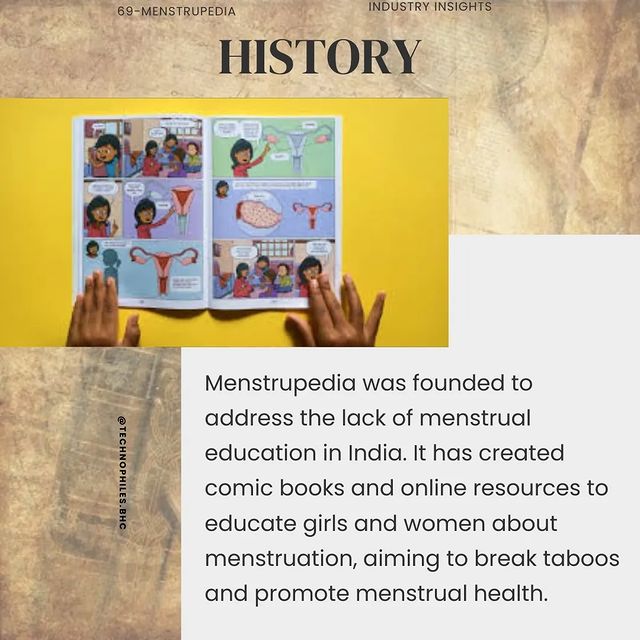 69-MENSTRUPEDIA
INDUSTRY INSIGHTS
HISTORY
Menstrupedia was founded to
address the lack of menstrual
education in India. It has created
comic books and online resources to
educate girls and women about
menstruation, aiming to break taboos
and promote menstrual health.
@TECHNOPHILES.BHC